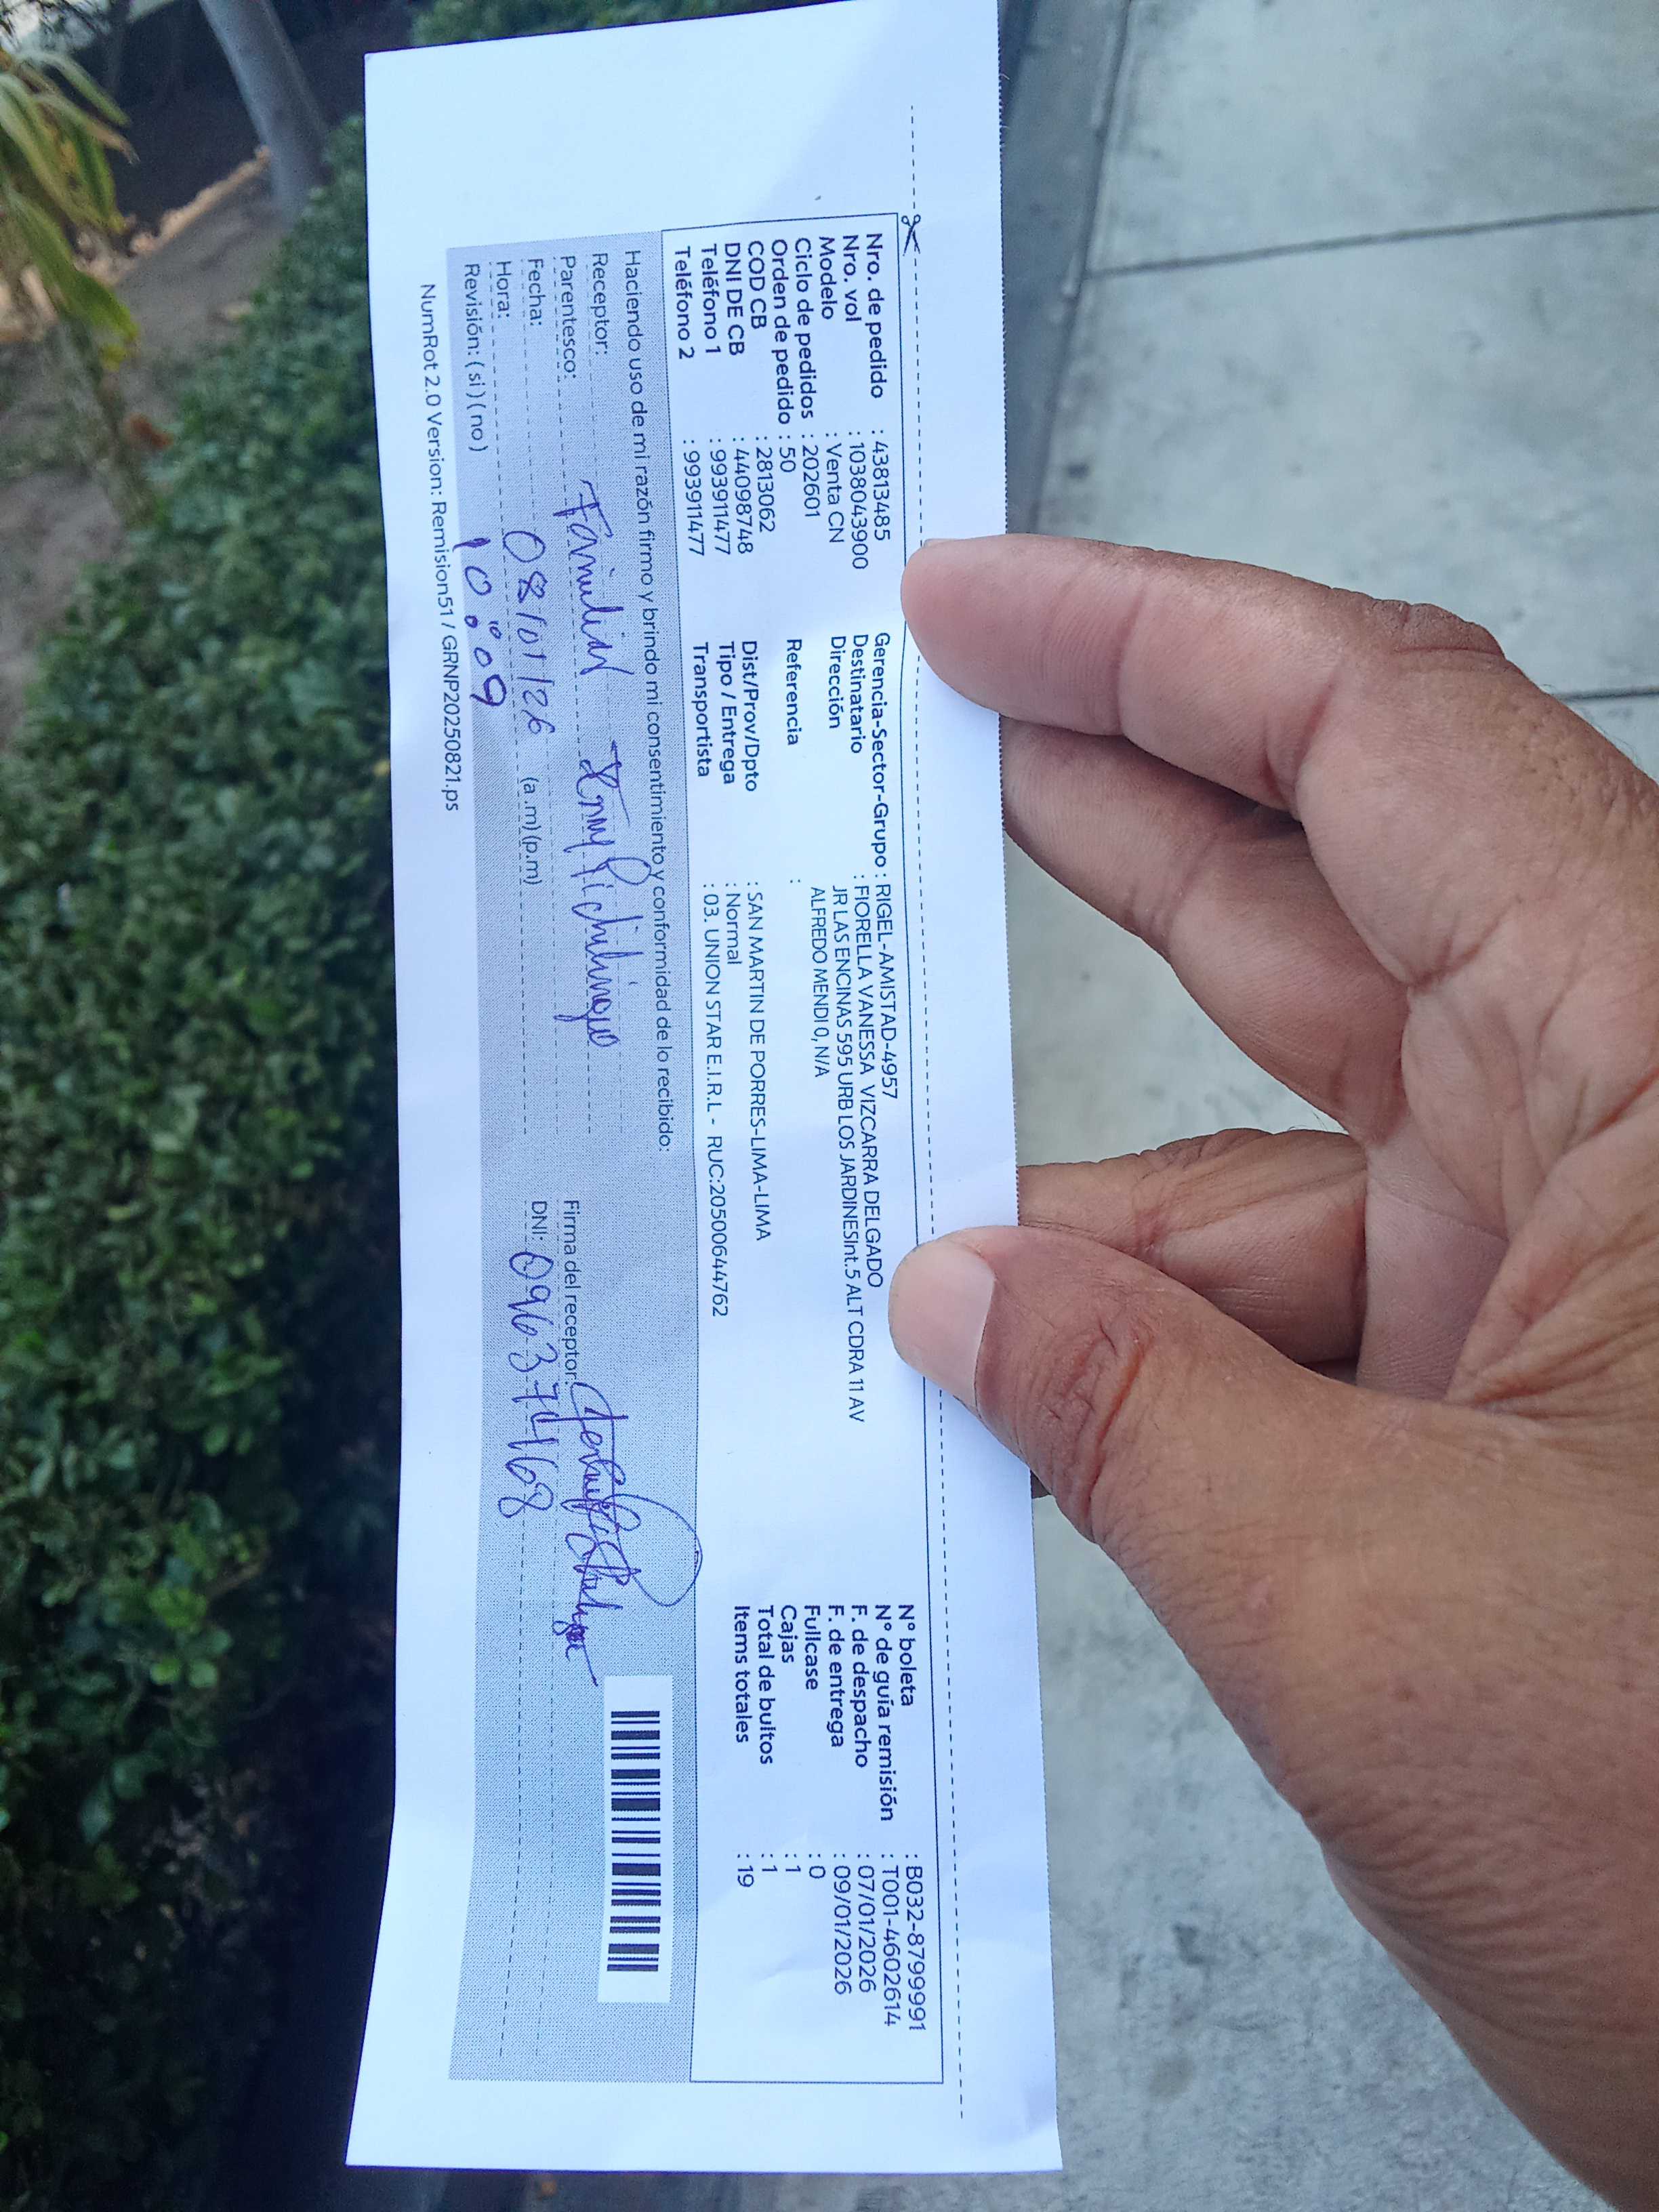 Nro. de pedido : 43813485
Nro. vol : 1038043900
Modelo : Venta CN
Ciclo de pedidos : 202601
Orden de pedido : 50
COD CB : 2813062
DNI DE CB : 44098748
Teléfono 1 : 993911477
Teléfono 2 : 993911477
Gerencia-Sector-Grupo : RIGEL-AMISTAD-4957
Destinatario : FIORELLA VANESSA VIZCARRA DELGADO
Dirección : JR LAS ENCINAS 595 URB LOS JARDINESInt.5 ALT CDRA 11 AV
ALFREDO MENDI 0, N/A
Referencia :
Dist/Prov/Dpto : SAN MARTIN DE PORRES-LIMA-LIMA
Tipo / Entrega : Normal
Transportista : 03. UNION STAR E.I.R.L - RUC:20500644762
N° boleta : B032-8799991
N° de guía remisión : T001-4602614
F. de despacho : 07/01/2026
F. de entrega : 09/01/2026
Fullcase : 0
Cajas : 1
Total de bultos : 1
Items totales : 19
Haciendo uso de mi razón firmo y brindo mi consentimiento y conformidad de lo recibido:
Receptor:
Parentesco: Familiar
Fecha: 08/01/26 (a.m) (p.m)
Hora: 10:09
Revisión: ( si ) ( no )
Firma del receptor:
DNI:
NumRot 2.0 Version: Remision51 / GRNP20250821.ps